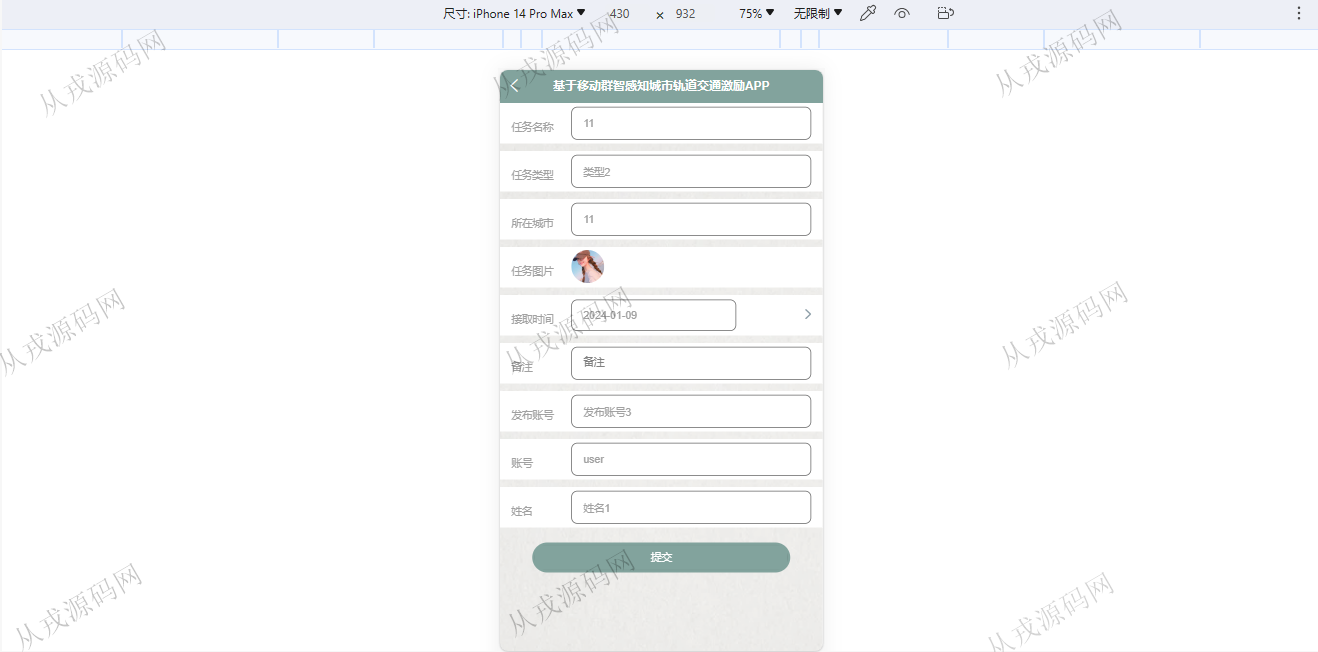 尺寸: iPhone 14 Pro Max 430 × 932 75% 无限制
基于移动群智感知城市轨道交通激励APP
任务名称 11
任务类型 类型2
所在城市 11
任务图片
接取时间 2024-01-09
备注 备注
发布账号 发布账号3
账号 user
姓名 姓名1
提交
从戎源码网
从戎源码网
从戎源码网
从戎源码网
从戎源码网
从戎源码网
从戎源码网
从戎源码网
从戎源码网